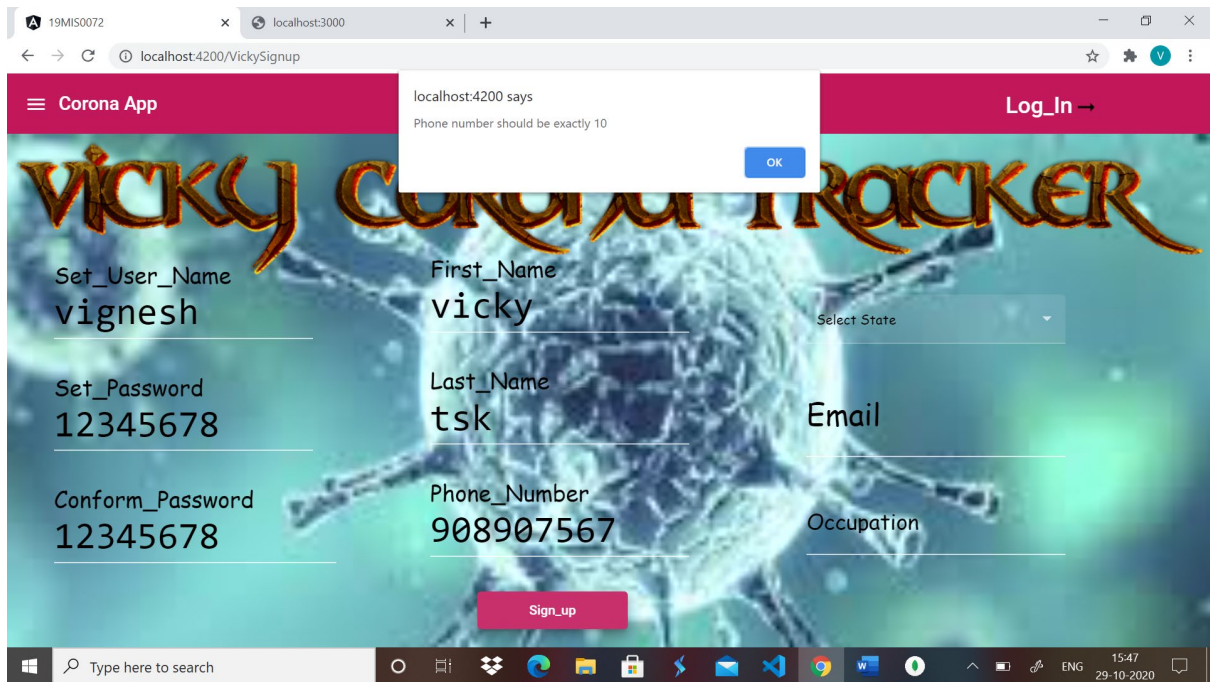 19MIS0072
localhost:3000
localhost:4200/VickySignup
V
Corona App
localhost:4200 says
Phone number should be exactly 10
OK
Log_In→
VICKY CORONA TRACKER
Set_User_Name
vignesh
First_Name
vicky
Select State
Set_Password
12345678
Last_Name
tsk
Email
Conform_Password
12345678
Phone_Number
908907567
Occupation
Sign_up
Type here to search
ENG
15:47
29-10-2020